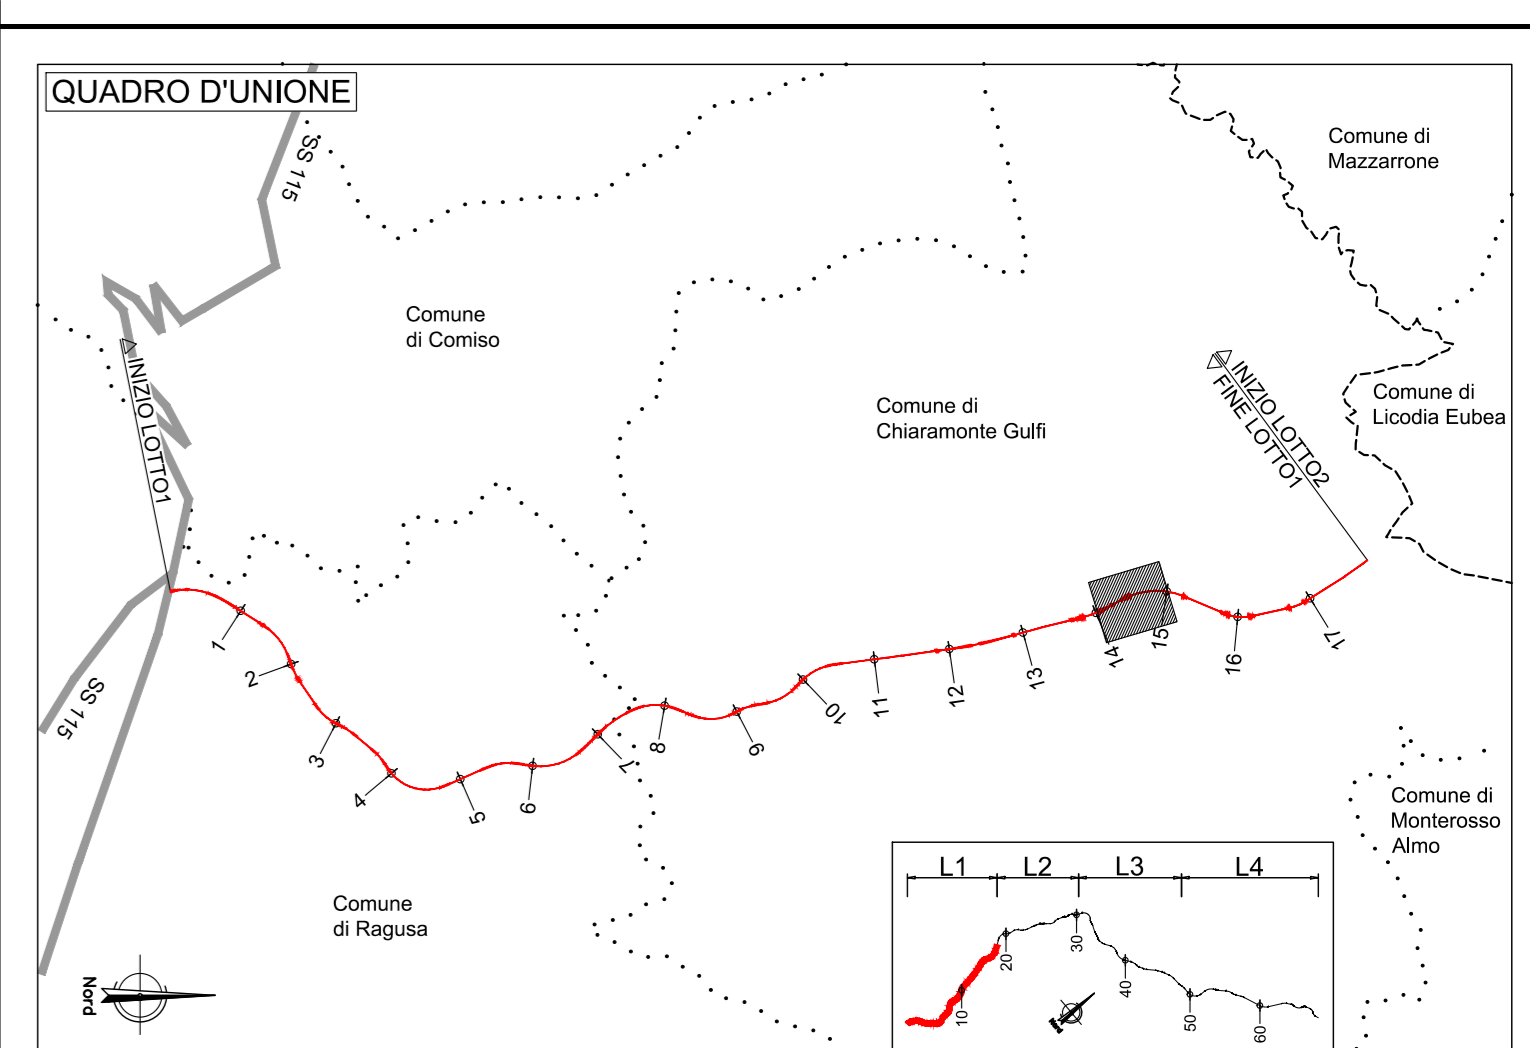 QUADRO D'UNIONE
SS 115
Comune di
Mazzarrone
Comune
di Comiso
INIZIO LOTTO1
Comune di
Chiaramonte Gulfi
INIZIO LOTTO2
FINE LOTTO1
Comune di
Licodia Eubea
1
2
3
4
5
6
7
8
9
10
11
12
13
14
15
16
17
SS 115
Comune
di Ragusa
Comune di
Monterosso
Almo
Nord
L1 L2 L3 L4
10
20
30
40
50
60